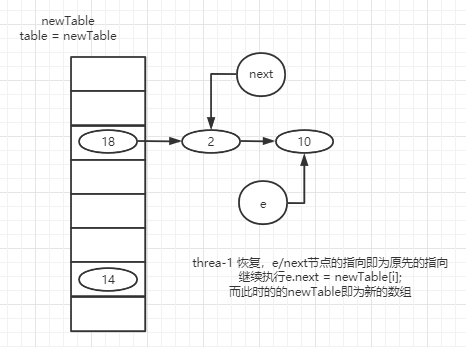 newTable
table = newTable
next
18
2
10
e
14
threa-1 恢复，e/next节点的指向即为原先的指向
继续执行e.next = newTable[i];
而此时的的newTable即为新的数组